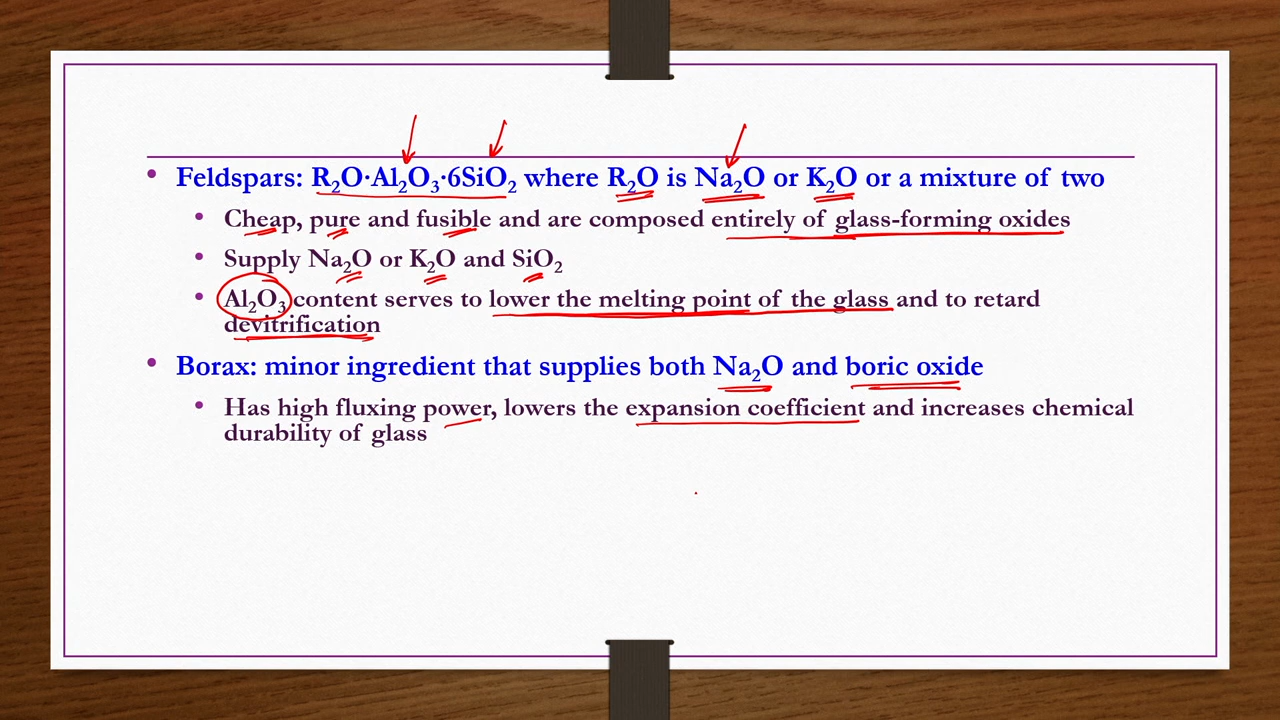 • Feldspars: R₂O·Al₂O₃·6SiO₂ where R₂O is Na₂O or K₂O or a mixture of two
• Cheap, pure and fusible and are composed entirely of glass-forming oxides
• Supply Na₂O or K₂O and SiO₂
• Al₂O₃ content serves to lower the melting point of the glass and to retard
devitrification
• Borax: minor ingredient that supplies both Na₂O and boric oxide
• Has high fluxing power, lowers the expansion coefficient and increases chemical
durability of glass